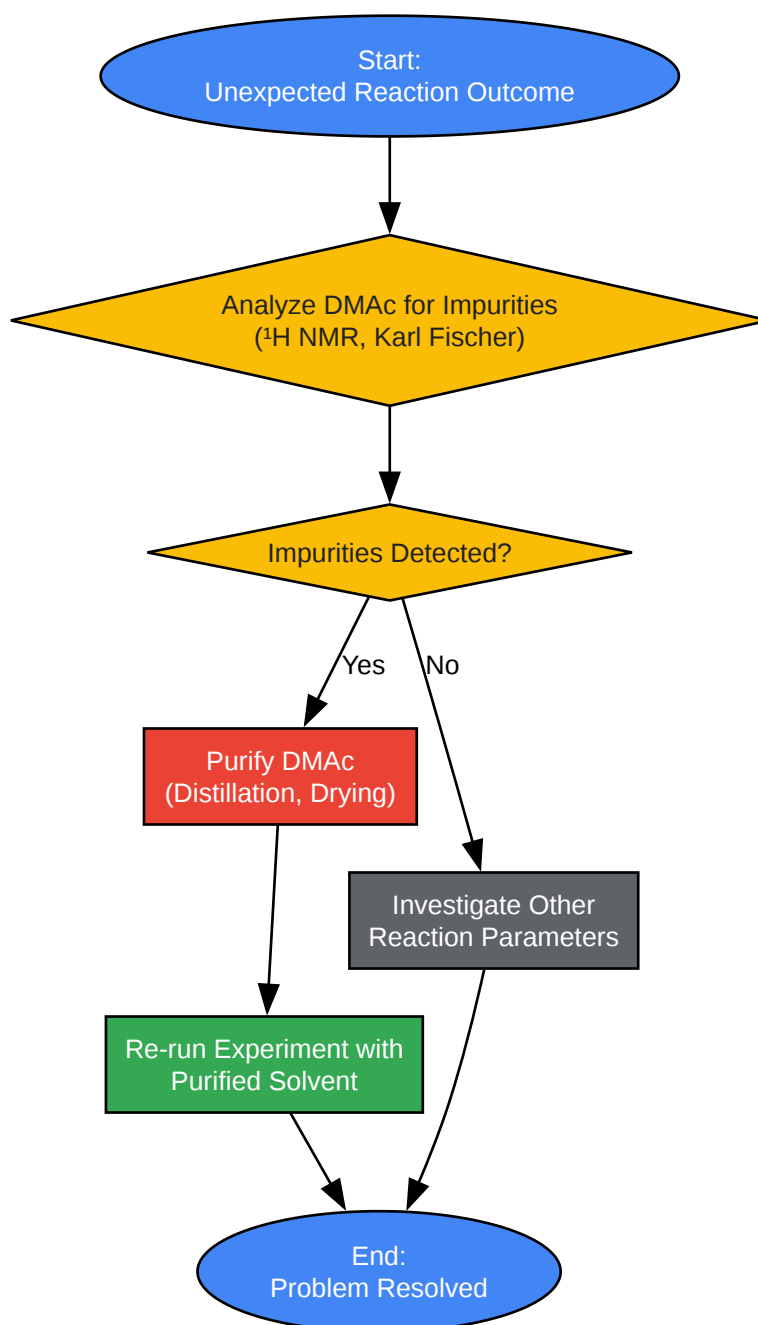 Start:
Unexpected Reaction Outcome
Analyze DMAc for Impurities
(¹H NMR, Karl Fischer)
Impurities Detected?
Yes
No
Purify DMAc
(Distillation, Drying)
Investigate Other
Reaction Parameters
Re-run Experiment with
Purified Solvent
End:
Problem Resolved